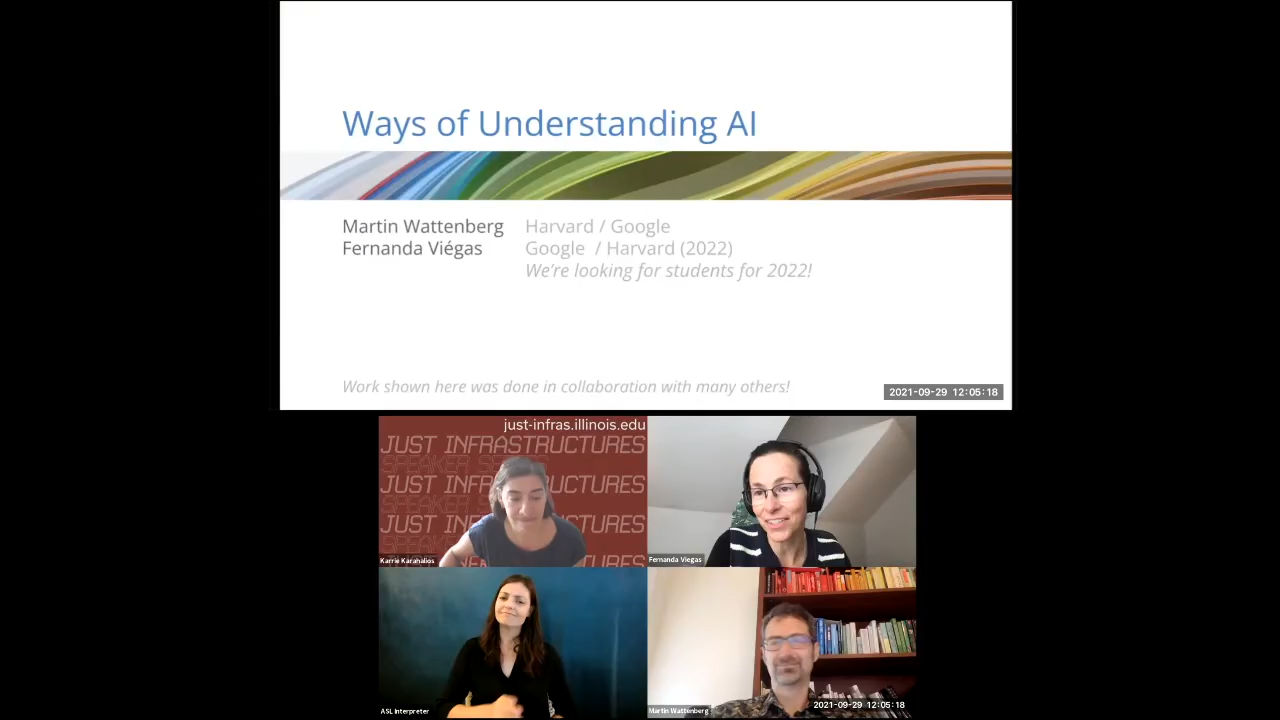 Ways of Understanding AI
Martin Wattenberg Harvard / Google
Fernanda Viégas Google / Harvard (2022)
We're looking for students for 2022!
Work shown here was done in collaboration with many others!
2021-09-29 12:05:18
just-infras.illinois.edu
JUST INFRASTRUCTURES
SPEAKER SERIES
JUST INFRASTRUCTURES
SPEAKER
JUST INFRASTRUCTURES
Karrie Karahalios
Fernanda Viegas
ASL Interpreter
Martin Wattenberg
2021-09-29 12:05:18